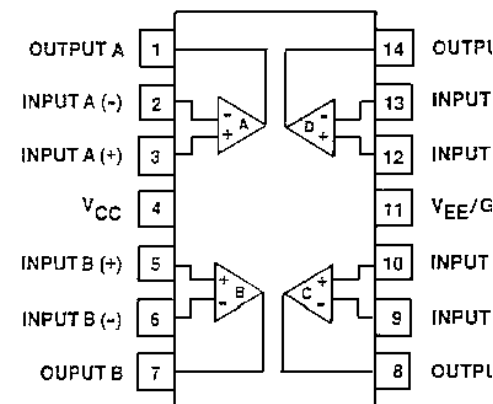 OUTPUT A 1 14 OUTPU
INPUT A (-) 2 - - 13 INPUT
A D
INPUT A (+) 3 + + 12 INPUT
VCC 4 11 VEE/G
INPUT B (+) 5 + + 10 INPUT
B C
INPUT B (-) 6 - - 9 INPUT
OUPUT B 7 8 OUTPU